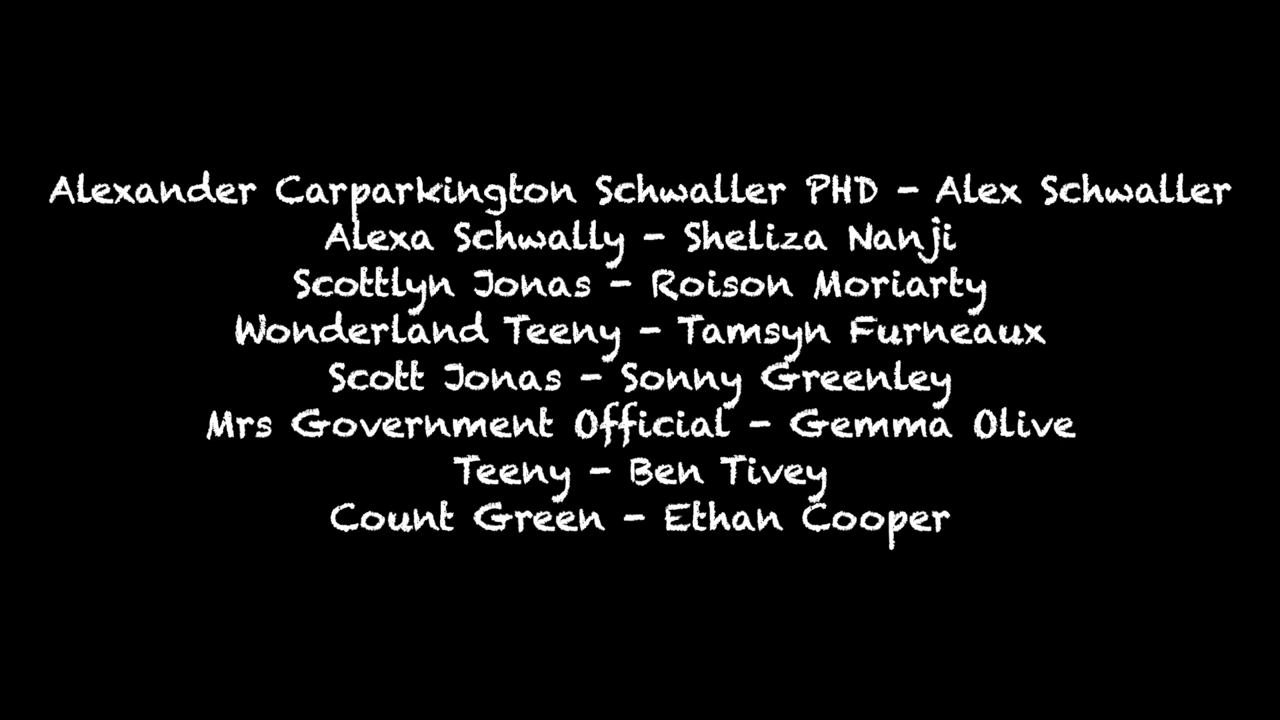 Alexander Carparkington Schwaller PHD - Alex Schwaller
Alexa Schwally - Sheliza Nanji
Scottlyn Jonas - Roison Moriarty
Wonderland Teeny - Tamsyn Furneaux
Scott Jonas - Sonny Greenley
Mrs Government Official - Gemma Olive
Teeny - Ben Tivey
Count Green - Ethan Cooper